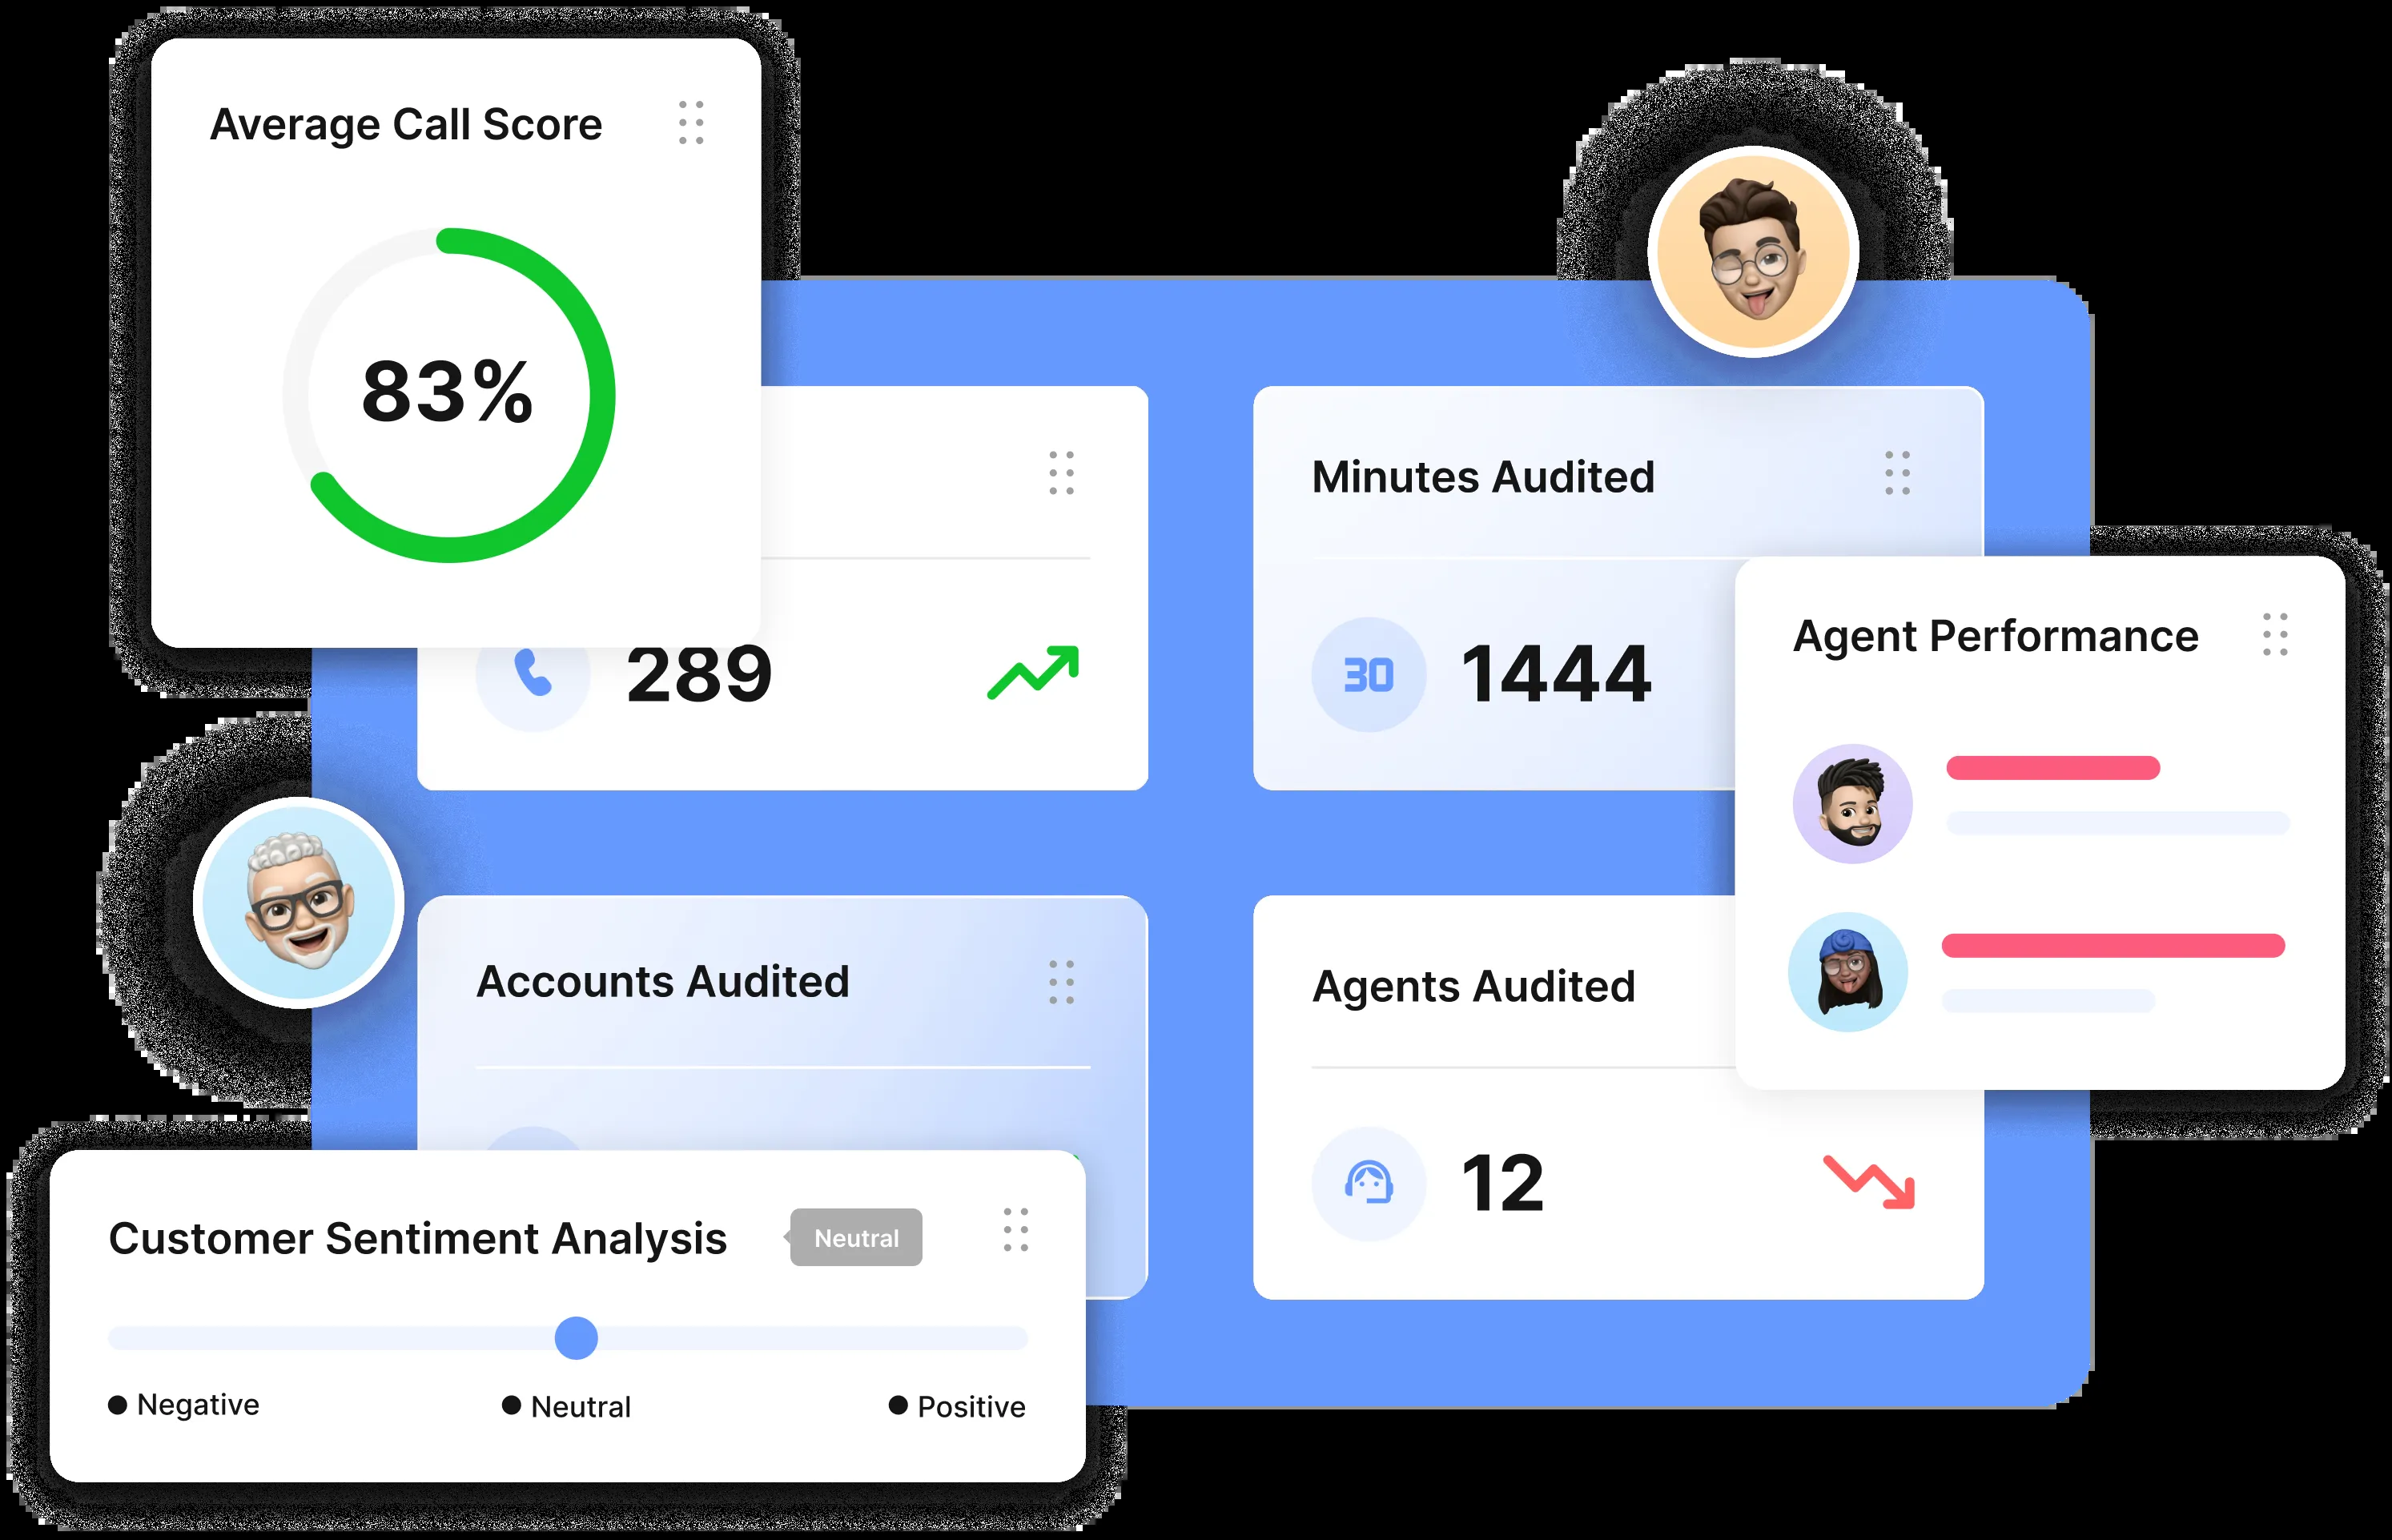 Average Call Score
83%
289
Minutes Audited
30
1444
Agent Performance
Accounts Audited
Agents Audited
12
Customer Sentiment Analysis
Neutral
Negative
Neutral
Positive